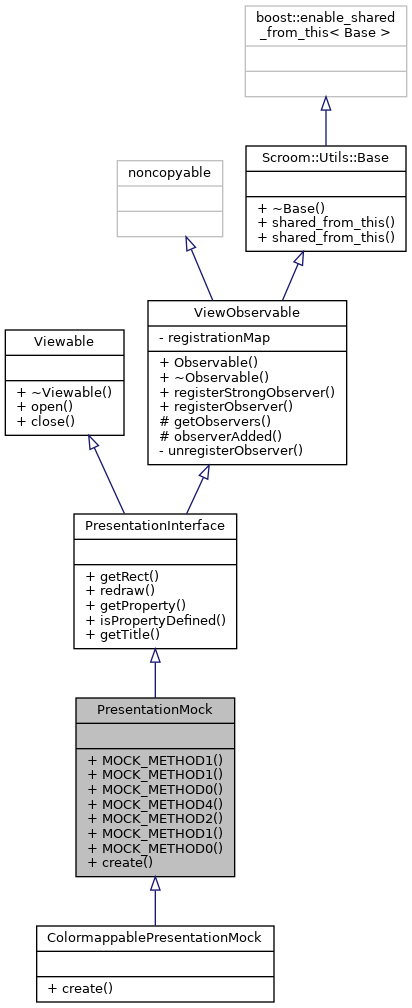 boost::enable_shared
_from_this< Base >
Scroom::Utils::Base
+ ~Base()
+ shared_from_this()
+ shared_from_this()
noncopyable
ViewObservable
- registrationMap
+ Observable()
+ ~Observable()
+ registerStrongObserver()
+ registerObserver()
# getObservers()
# observerAdded()
- unregisterObserver()
Viewable
+ ~Viewable()
+ open()
+ close()
PresentationInterface
+ getRect()
+ redraw()
+ getProperty()
+ isPropertyDefined()
+ getTitle()
PresentationMock
+ MOCK_METHOD1()
+ MOCK_METHOD1()
+ MOCK_METHOD0()
+ MOCK_METHOD4()
+ MOCK_METHOD2()
+ MOCK_METHOD1()
+ MOCK_METHOD0()
+ create()
ColormappablePresentationMock
+ create()